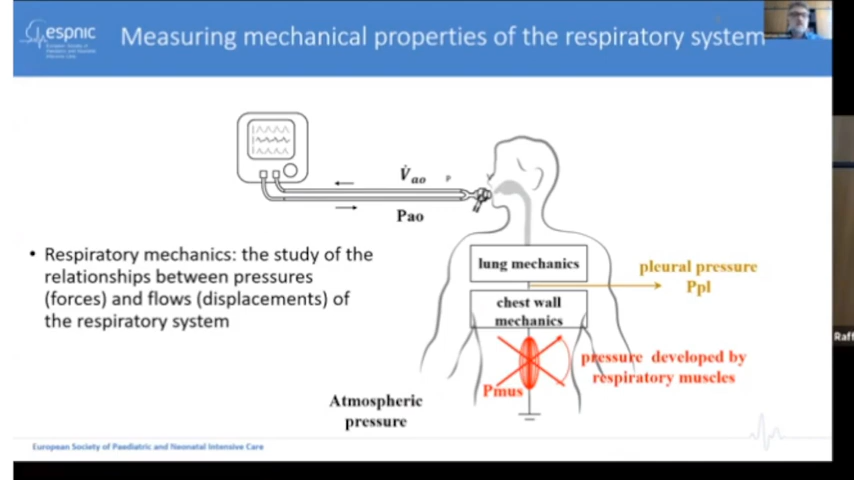 espnic
Measuring mechanical properties of the respiratory system
European Society of
Paediatric and Neonatal
Intensive Care
V̇ao
Pao
• Respiratory mechanics: the study of the
relationships between pressures
(forces) and flows (displacements) of
the respiratory system
lung mechanics
pleural pressure
Ppl
chest wall
mechanics
pressure developed by
respiratory muscles
Pmus
Atmospheric
pressure
European Society of Paediatric and Neonatal Intensive Care
Raff